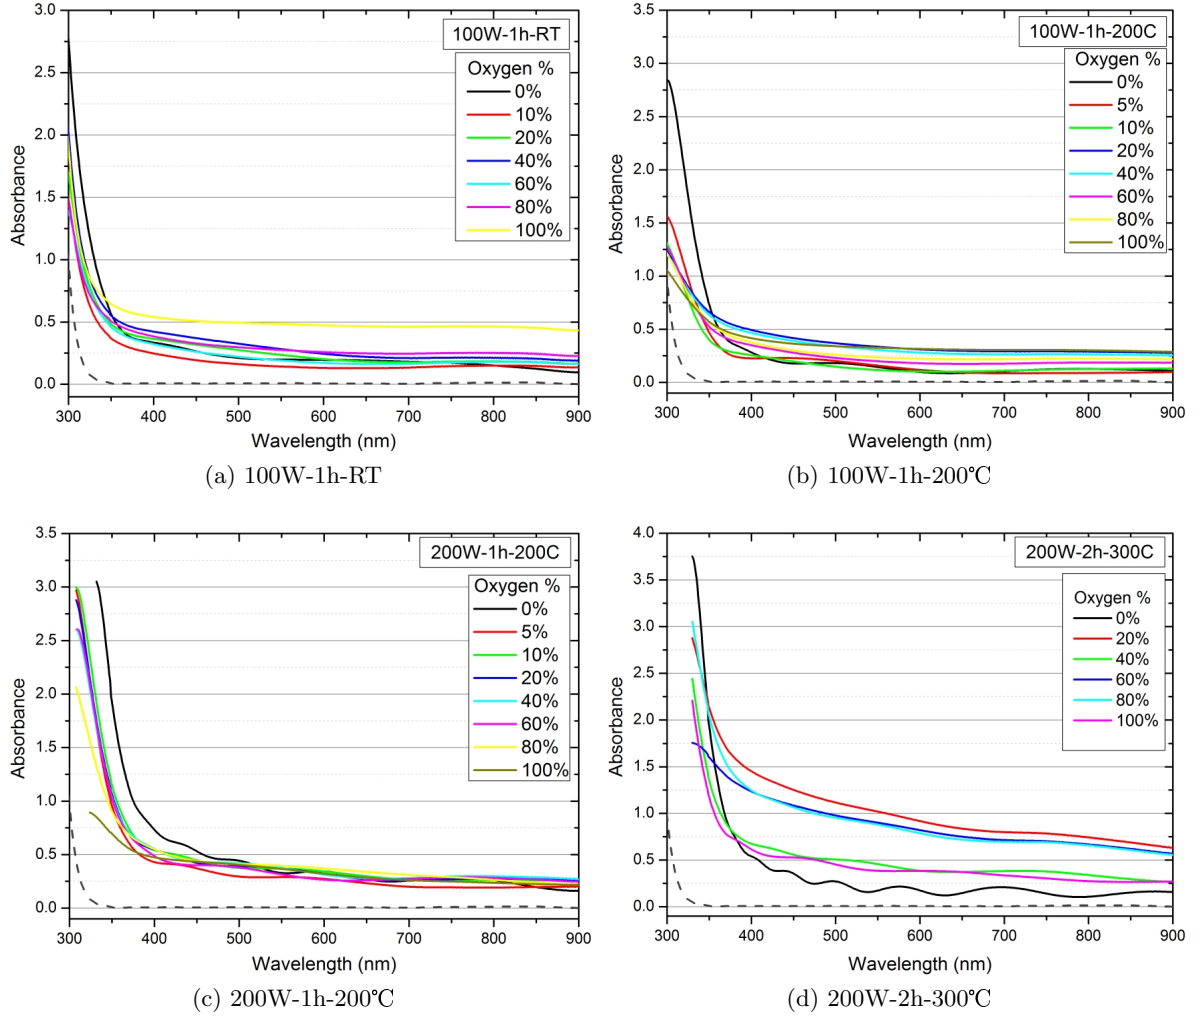 3.0
2.5
2.0
1.5
1.0
0.5
0.0
Absorbance
100W-1h-RT
Oxygen %
0%
10%
20%
40%
60%
80%
100%
300 400 500 600 700 800 900
Wavelength (nm)
(a) 100W-1h-RT
3.5
3.0
2.5
2.0
1.5
1.0
0.5
0.0
Absorbance
100W-1h-200C
Oxygen %
0%
5%
10%
20%
40%
60%
80%
100%
300 400 500 600 700 800 900
Wavelength (nm)
(b) 100W-1h-200℃
3.5
3.0
2.5
2.0
1.5
1.0
0.5
0.0
Absorbance
200W-1h-200C
Oxygen %
0%
5%
10%
20%
40%
60%
80%
100%
300 400 500 600 700 800 900
Wavelength (nm)
(c) 200W-1h-200℃
4.0
3.5
3.0
2.5
2.0
1.5
1.0
0.5
0.0
Absorbance
200W-2h-300C
Oxygen %
0%
20%
40%
60%
80%
100%
300 400 500 600 700 800 900
Wavelength (nm)
(d) 200W-2h-300℃